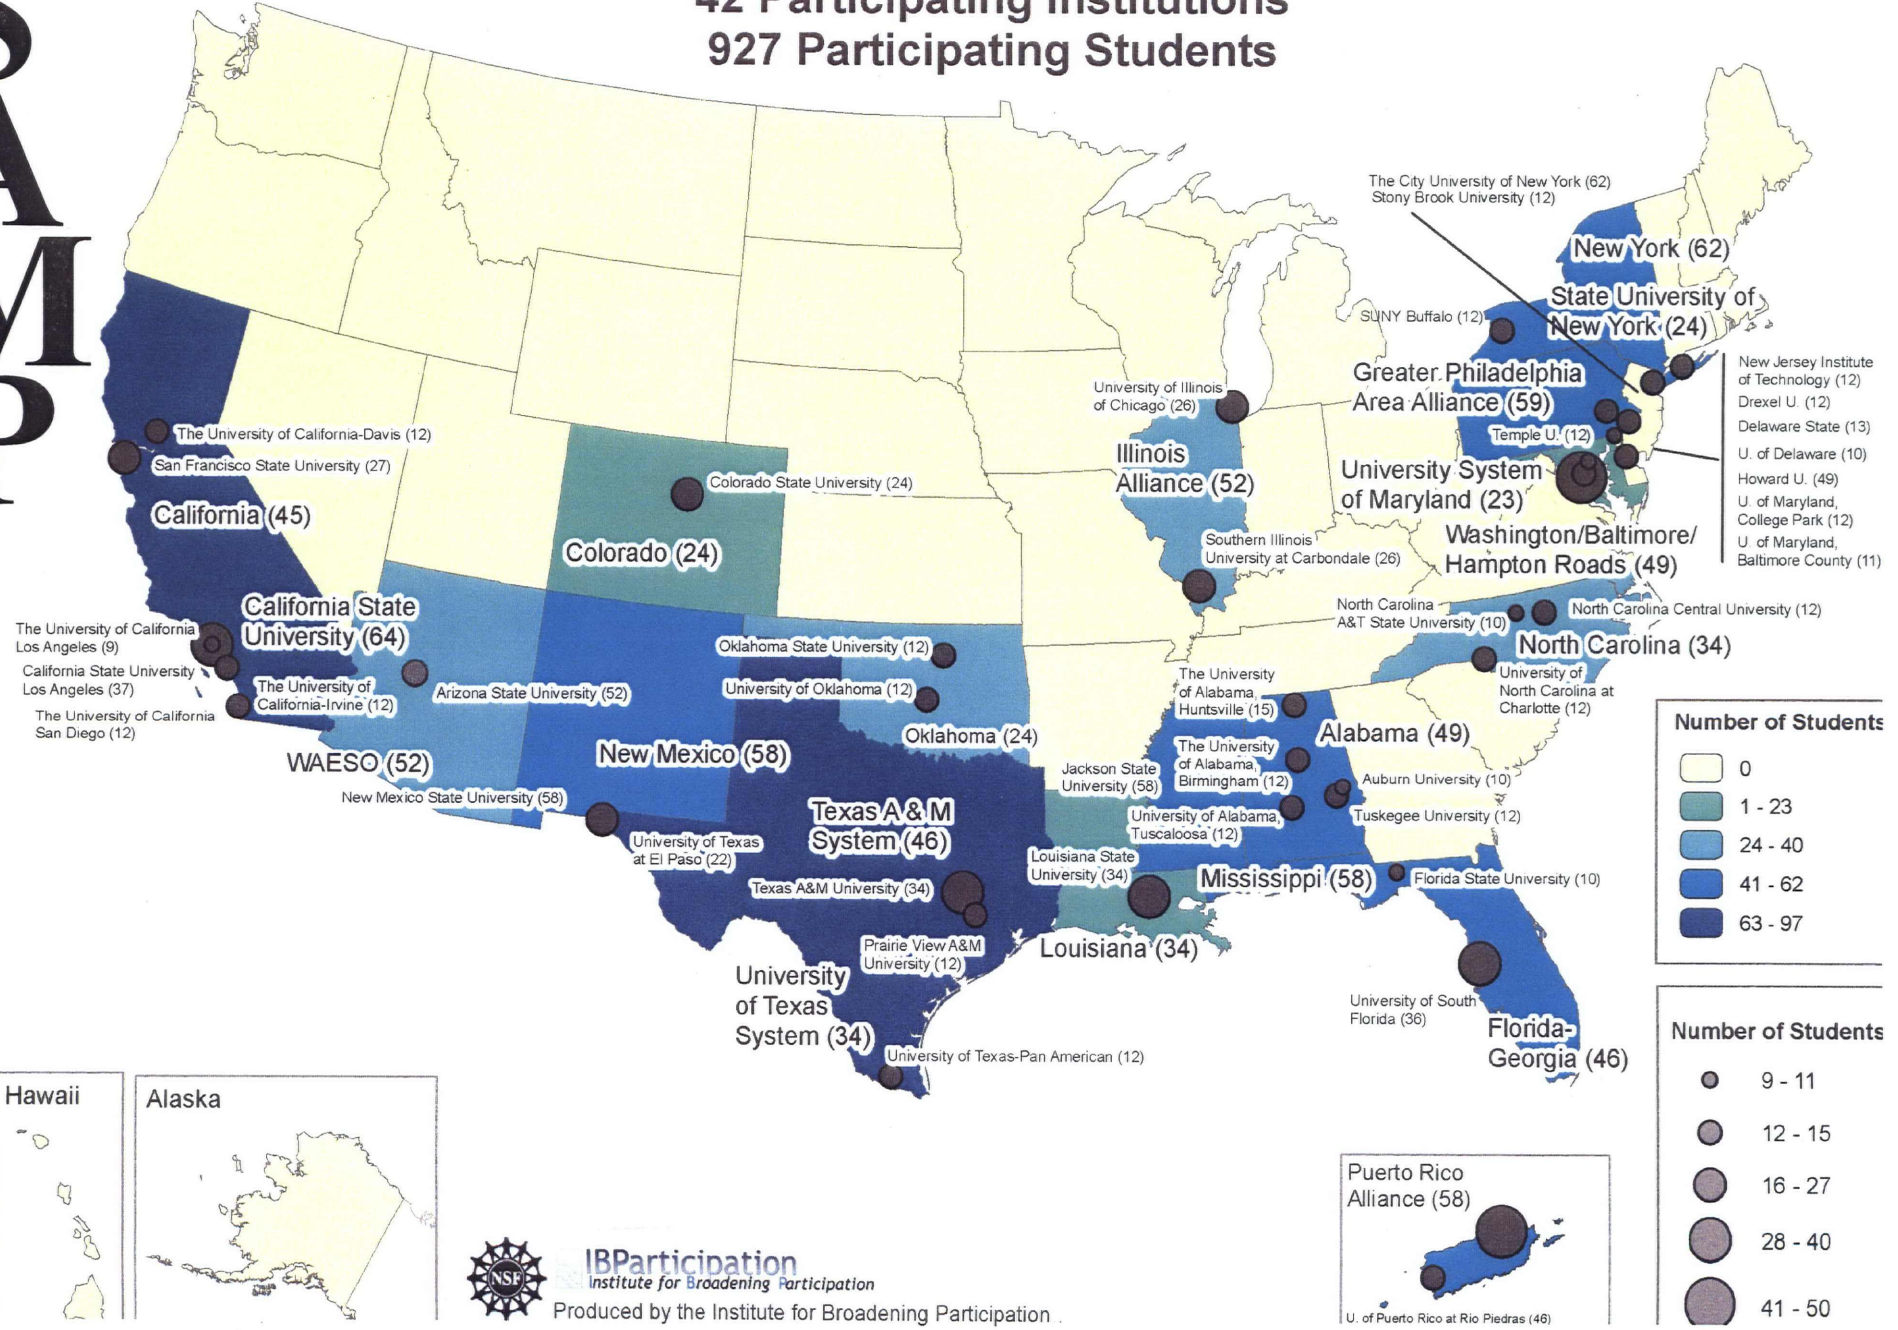 R
A
M
P
42 Participating Institutions
927 Participating Students
The City University of New York (62)
Stony Brook University (12)
New York (62)
State University of
New York (24)
SUNY Buffalo (12)
Greater Philadelphia
Area Alliance (59)
Temple U. (12)
New Jersey Institute
of Technology (12)
Drexel U. (12)
Delaware State (13)
U. of Delaware (10)
Howard U. (49)
U. of Maryland,
College Park (12)
U. of Maryland,
Baltimore County (11)
University System
of Maryland (23)
Washington/Baltimore/
Hampton Roads (49)
University of Illinois
of Chicago (26)
Illinois
Alliance (52)
Southern Illinois
University at Carbondale (26)
The University of California-Davis (12)
San Francisco State University (27)
California (45)
Colorado State University (24)
Colorado (24)
California State
University (64)
The University of California
Los Angeles (9)
California State University
Los Angeles (37)
The University of
California-Irvine (12)
The University of California
San Diego (12)
Arizona State University (52)
WAESO (52)
New Mexico (58)
New Mexico State University (58)
Oklahoma State University (12)
University of Oklahoma (12)
Oklahoma (24)
North Carolina
A&T State University (10)
North Carolina Central University (12)
North Carolina (34)
University of
North Carolina at
Charlotte (12)
The University
of Alabama,
Huntsville (15)
Alabama (49)
The University
of Alabama,
Birmingham (12)
Auburn University (10)
Tuskegee University (12)
University of Alabama,
Tuscaloosa (12)
Jackson State
University (58)
Texas A & M
System (46)
University of Texas
at El Paso (22)
Texas A&M University (34)
Prairie View A&M
University (12)
Louisiana State
University (34)
Mississippi (58)
Florida State University (10)
Louisiana (34)
University
of Texas
System (34)
University of Texas-Pan American (12)
University of South
Florida (36)
Florida-
Georgia (46)
Number of Students
0
1 - 23
24 - 40
41 - 62
63 - 97
Number of Students
9 - 11
12 - 15
16 - 27
28 - 40
41 - 50
Hawaii
Alaska
Puerto Rico
Alliance (58)
U. of Puerto Rico at Rio Piedras (46)
NSF
IBParticipation
Institute for Broadening Participation
Produced by the Institute for Broadening Participation .